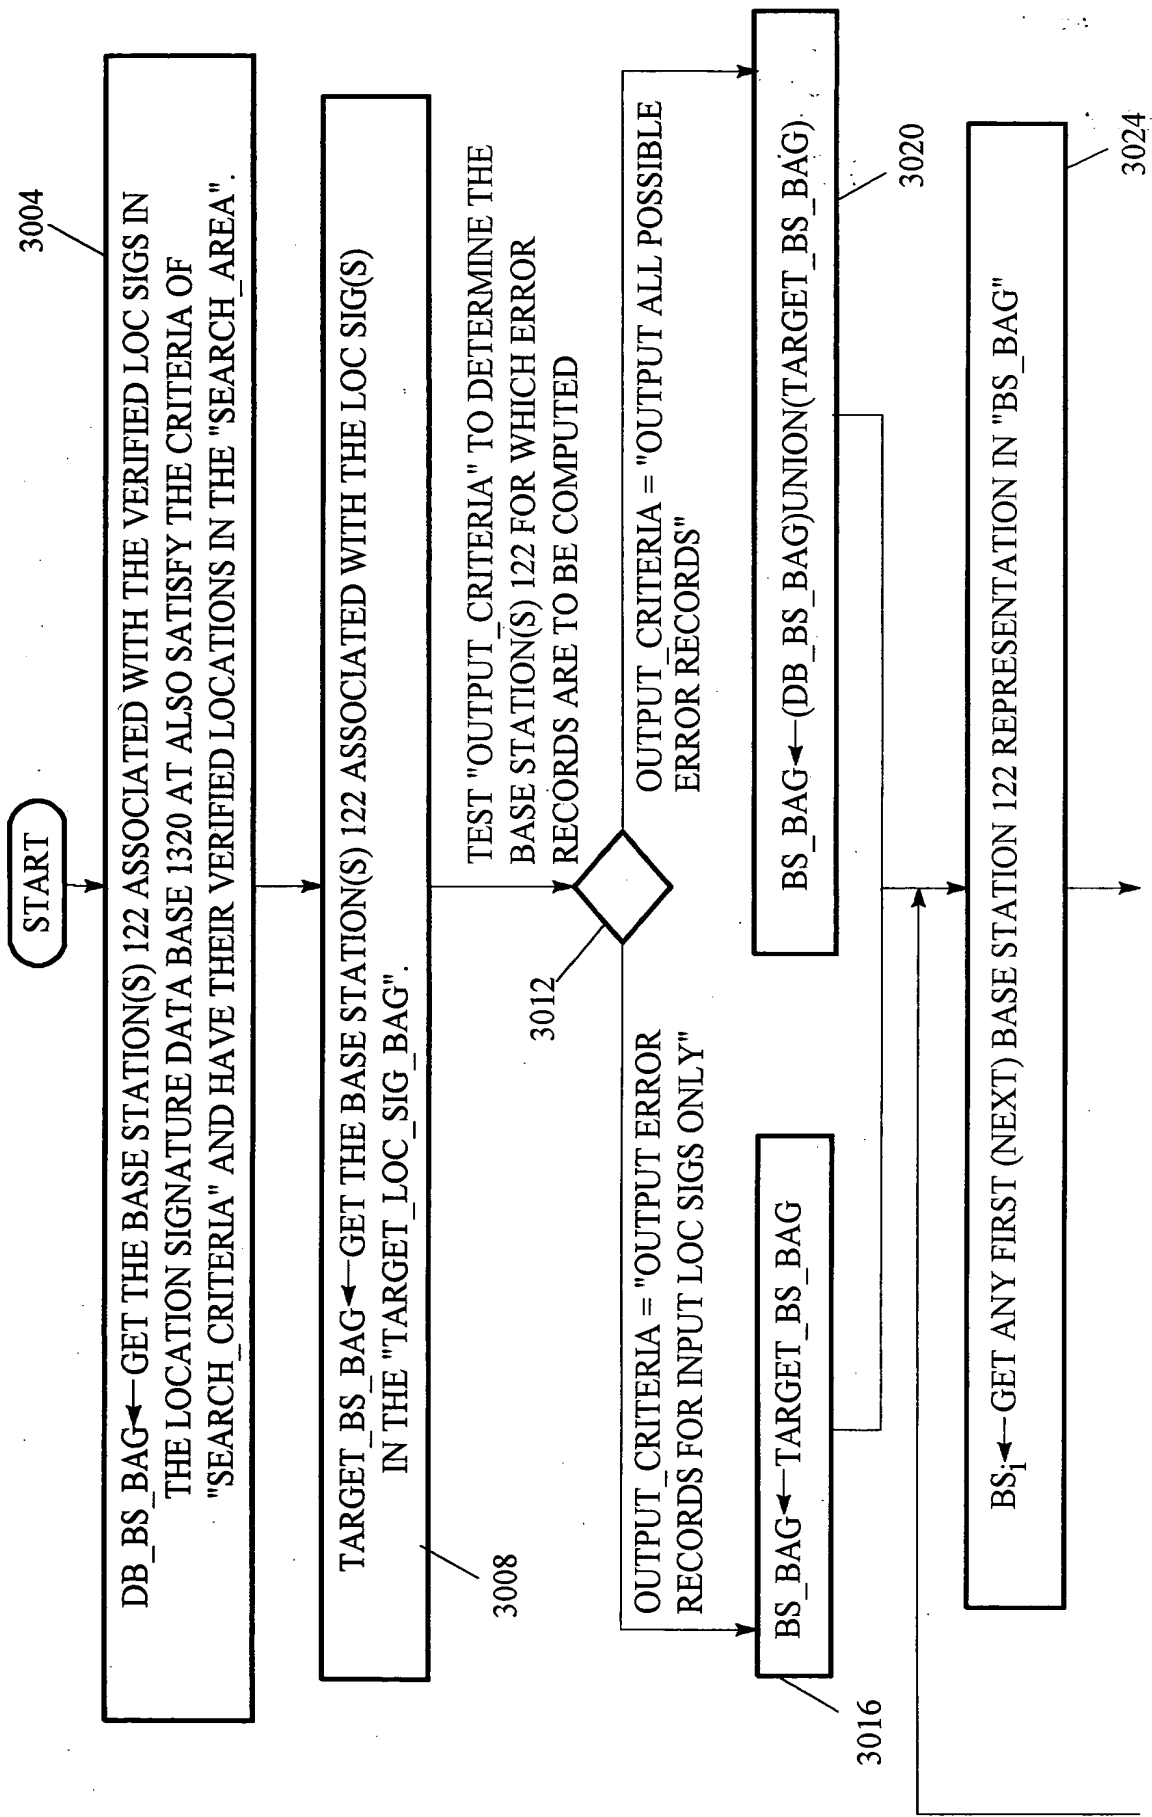 START
3004
DB_BS_BAG←GET THE BASE STATION(S) 122 ASSOCIATED WITH THE VERIFIED LOC SIGS IN
THE LOCATION SIGNATURE DATA BASE 1320 AT ALSO SATISFY THE CRITERIA OF
"SEARCH_CRITERIA" AND HAVE THEIR VERIFIED LOCATIONS IN THE "SEARCH_AREA".
TARGET_BS_BAG←GET THE BASE STATION(S) 122 ASSOCIATED WITH THE LOC SIG(S)
IN THE "TARGET_LOC_SIG_BAG".
3008
TEST "OUTPUT_CRITERIA" TO DETERMINE THE
BASE STATION(S) 122 FOR WHICH ERROR
RECORDS ARE TO BE COMPUTED
3012
OUTPUT_CRITERIA = "OUTPUT ERROR
RECORDS FOR INPUT LOC SIGS ONLY"
OUTPUT_CRITERIA = "OUTPUT ALL POSSIBLE
ERROR RECORDS"
BS_BAG←TARGET_BS_BAG
3016
BS_BAG←(DB_BS_BAG)UNION(TARGET_BS_BAG).
3020
BSi←GET ANY FIRST (NEXT) BASE STATION 122 REPRESENTATION IN "BS_BAG"
3024